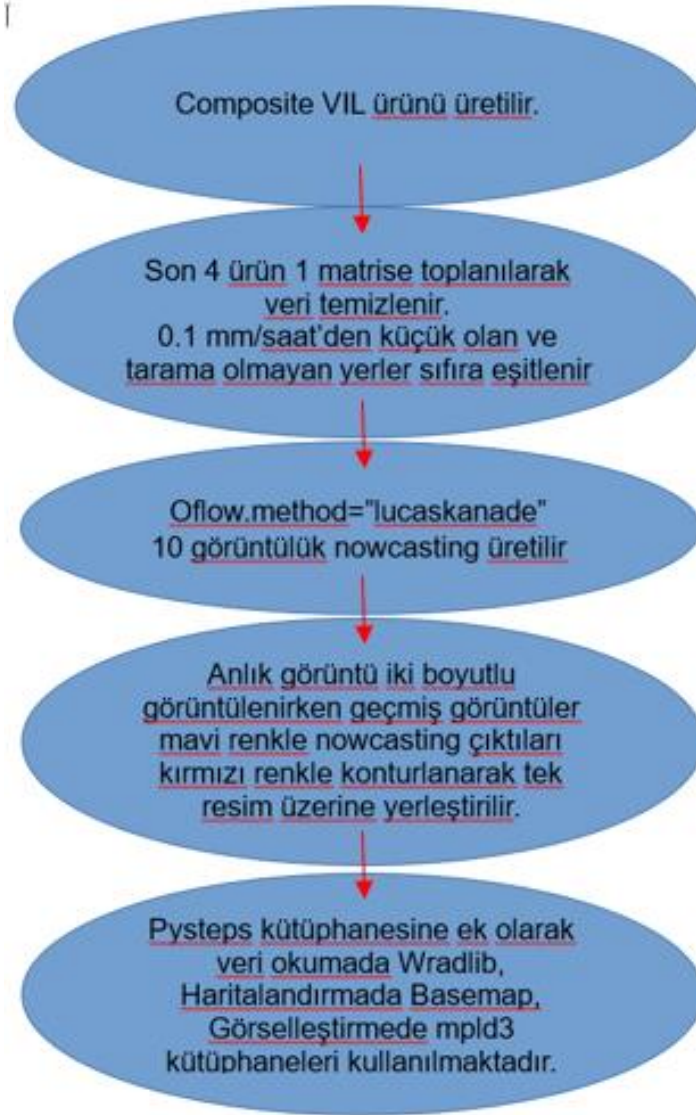 Composite VIL ürünü üretilir.
Son 4 ürün 1 matrise toplanılarak
veri temizlenir.
0.1 mm/saat’den küçük olan ve
tarama olmayan yerler sıfıra eşitlenir
Oflow.method=”lucaskanade”
10 görüntülük nowcasting üretilir
Anlık görüntü iki boyutlu
görüntülenirken geçmiş görüntüler
mavi renkle nowcasting çıktıları
kırmızı renkle konturlanarak tek
resim üzerine yerleştirilir.
Pysteps kütüphanesine ek olarak
veri okumada Wradlib,
Haritalandırmada Basemap,
Görselleştirmede mpld3
kütüphaneleri kullanılmaktadır.